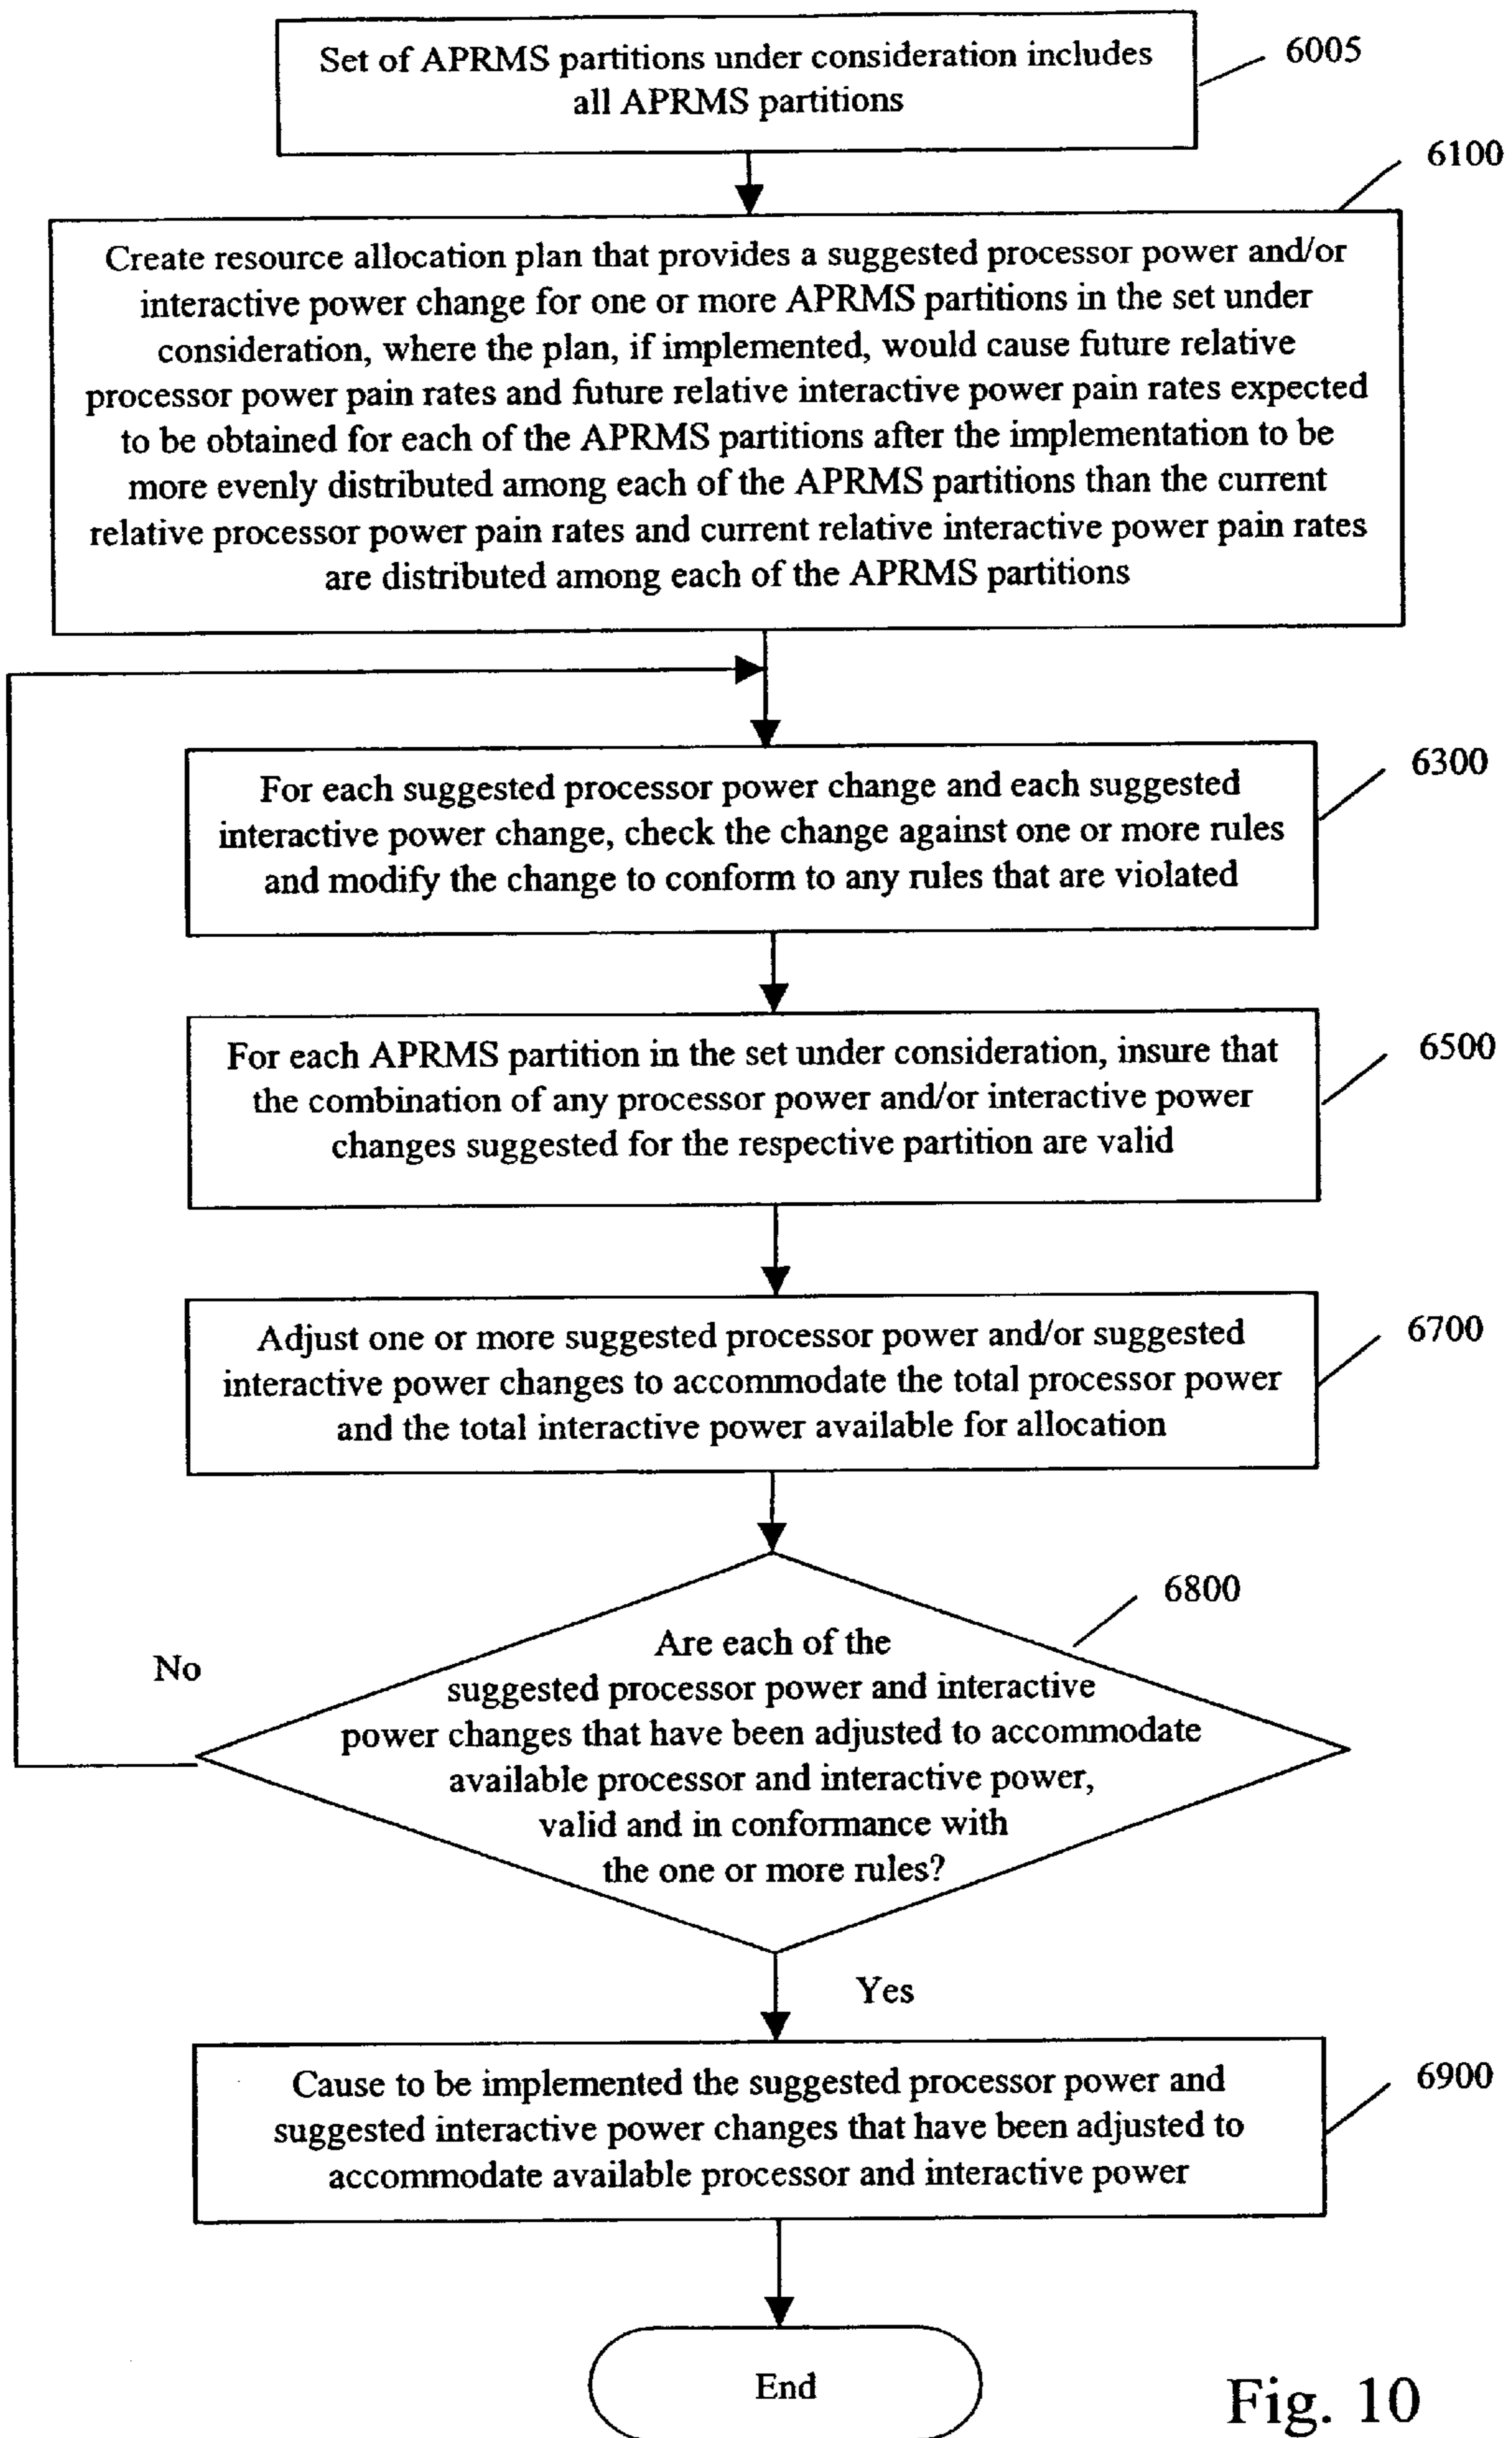 Set of APRMS partitions under consideration includes
all APRMS partitions
6005
6100
Create resource allocation plan that provides a suggested processor power and/or
interactive power change for one or more APRMS partitions in the set under
consideration, where the plan, if implemented, would cause future relative
processor power pain rates and future relative interactive power pain rates expected
to be obtained for each of the APRMS partitions after the implementation to be
more evenly distributed among each of the APRMS partitions than the current
relative processor power pain rates and current relative interactive power pain rates
are distributed among each of the APRMS partitions
6300
For each suggested processor power change and each suggested
interactive power change, check the change against one or more rules
and modify the change to conform to any rules that are violated
6500
For each APRMS partition in the set under consideration, insure that
the combination of any processor power and/or interactive power
changes suggested for the respective partition are valid
6700
Adjust one or more suggested processor power and/or suggested
interactive power changes to accommodate the total processor power
and the total interactive power available for allocation
6800
No
Are each of the
suggested processor power and interactive
power changes that have been adjusted to accommodate
available processor and interactive power,
valid and in conformance with
the one or more rules?
Yes
6900
Cause to be implemented the suggested processor power and
suggested interactive power changes that have been adjusted to
accommodate available processor and interactive power
End
Fig. 10